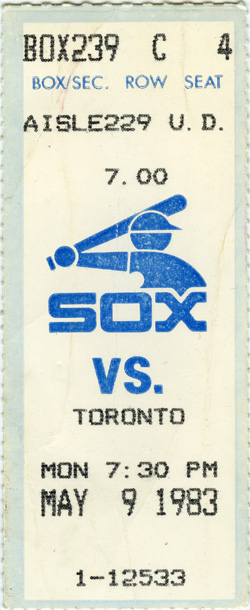 BOX239 C 4
BOX/SEC. ROW SEAT
AISLE229 U.D.
7.00
SOX
VS.
TORONTO
MON 7:30 PM
MAY 9 1983
1-12533